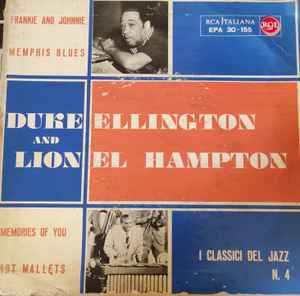 FRANKIE AND JOHNNIE
MEMPHIS BLUES
RCA ITALIANA
EPA 30-155
RCA
DUKE ELLINGTON
AND
LIONEL HAMPTON
MEMORIES OF YOU
HOT MALLETS
I CLASSICI DEL JAZZ
N. 4